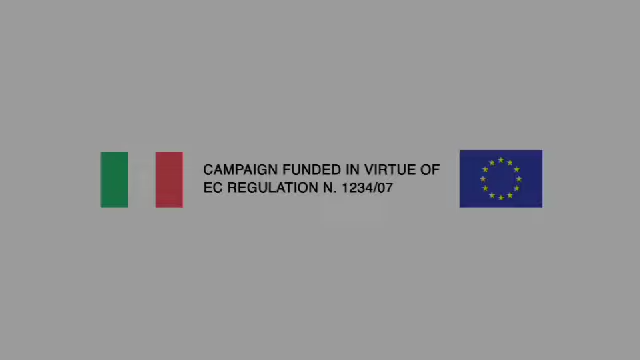 CAMPAIGN FUNDED IN VIRTUE OF
EC REGULATION N. 1234/07